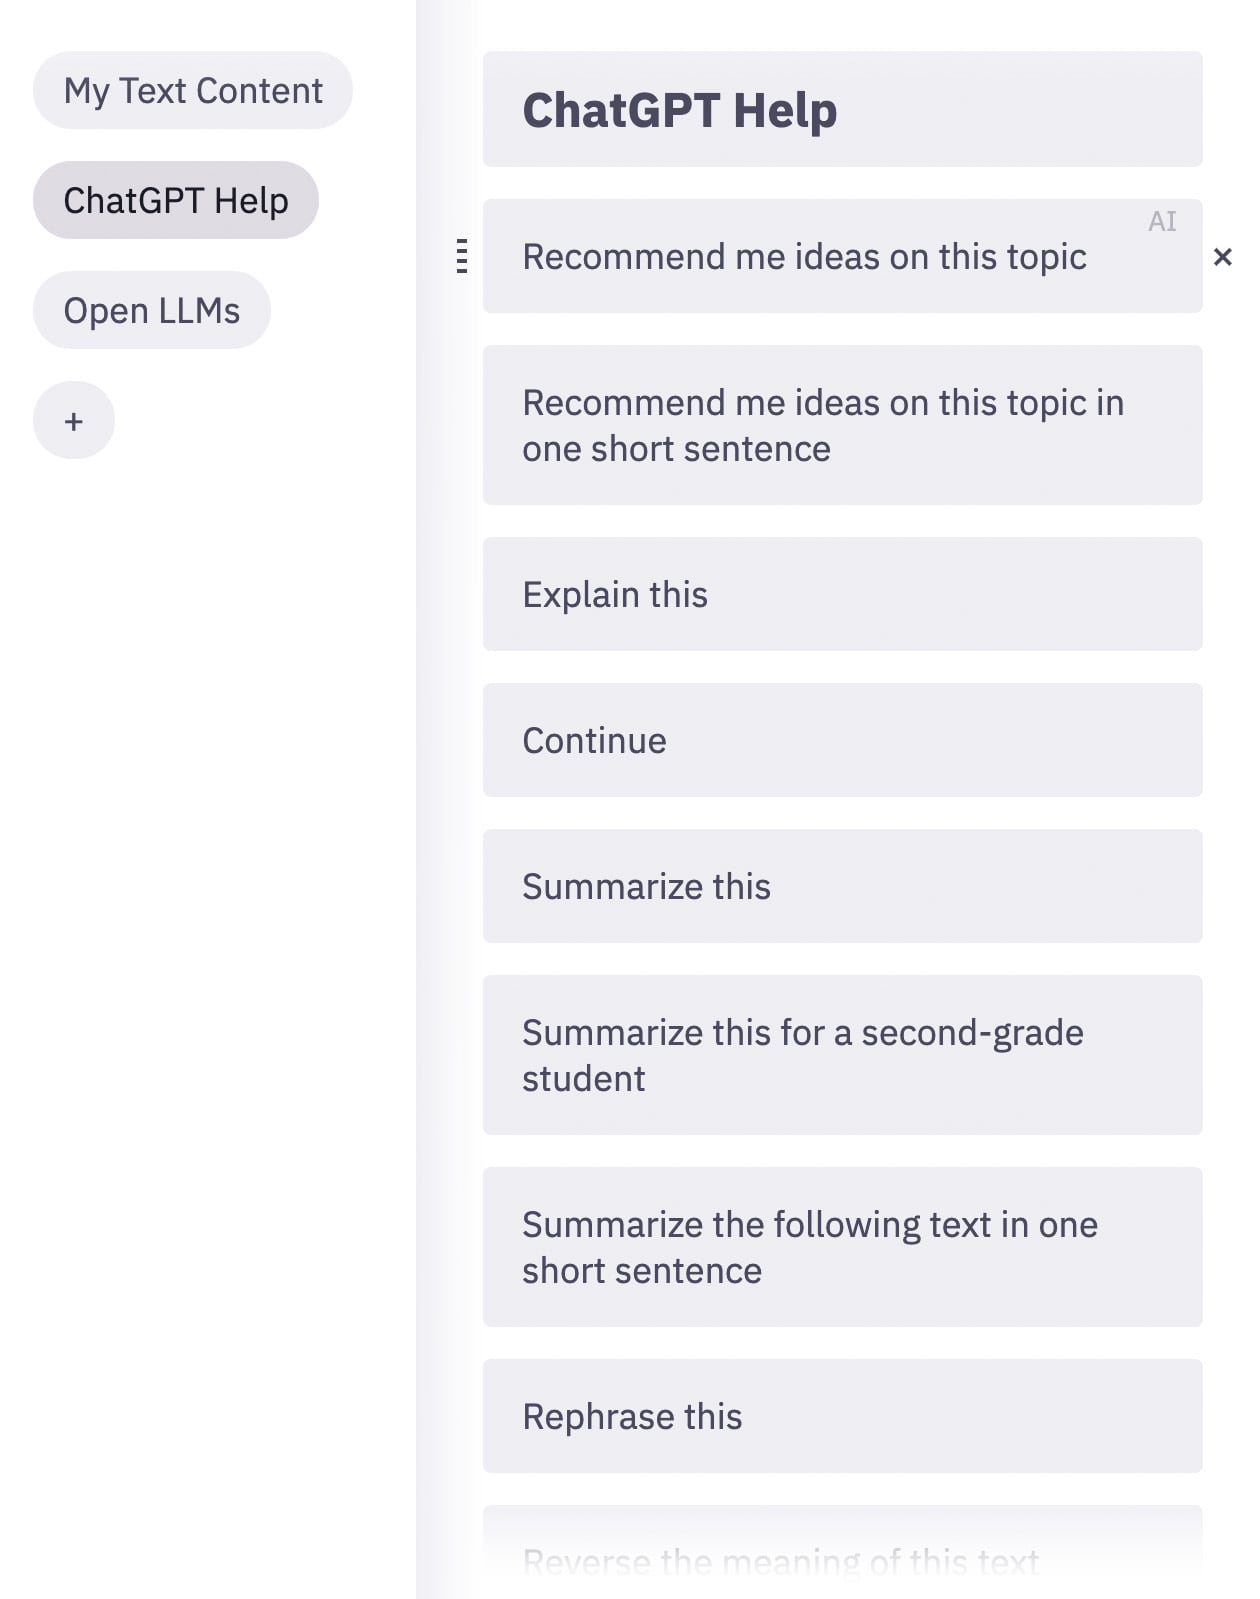 My Text Content
ChatGPT Help
Open LLMs
+
ChatGPT Help
AI
Recommend me ideas on this topic
×
Recommend me ideas on this topic in
one short sentence
Explain this
Continue
Summarize this
Summarize this for a second-grade
student
Summarize the following text in one
short sentence
Rephrase this
Reverse the meaning of this text